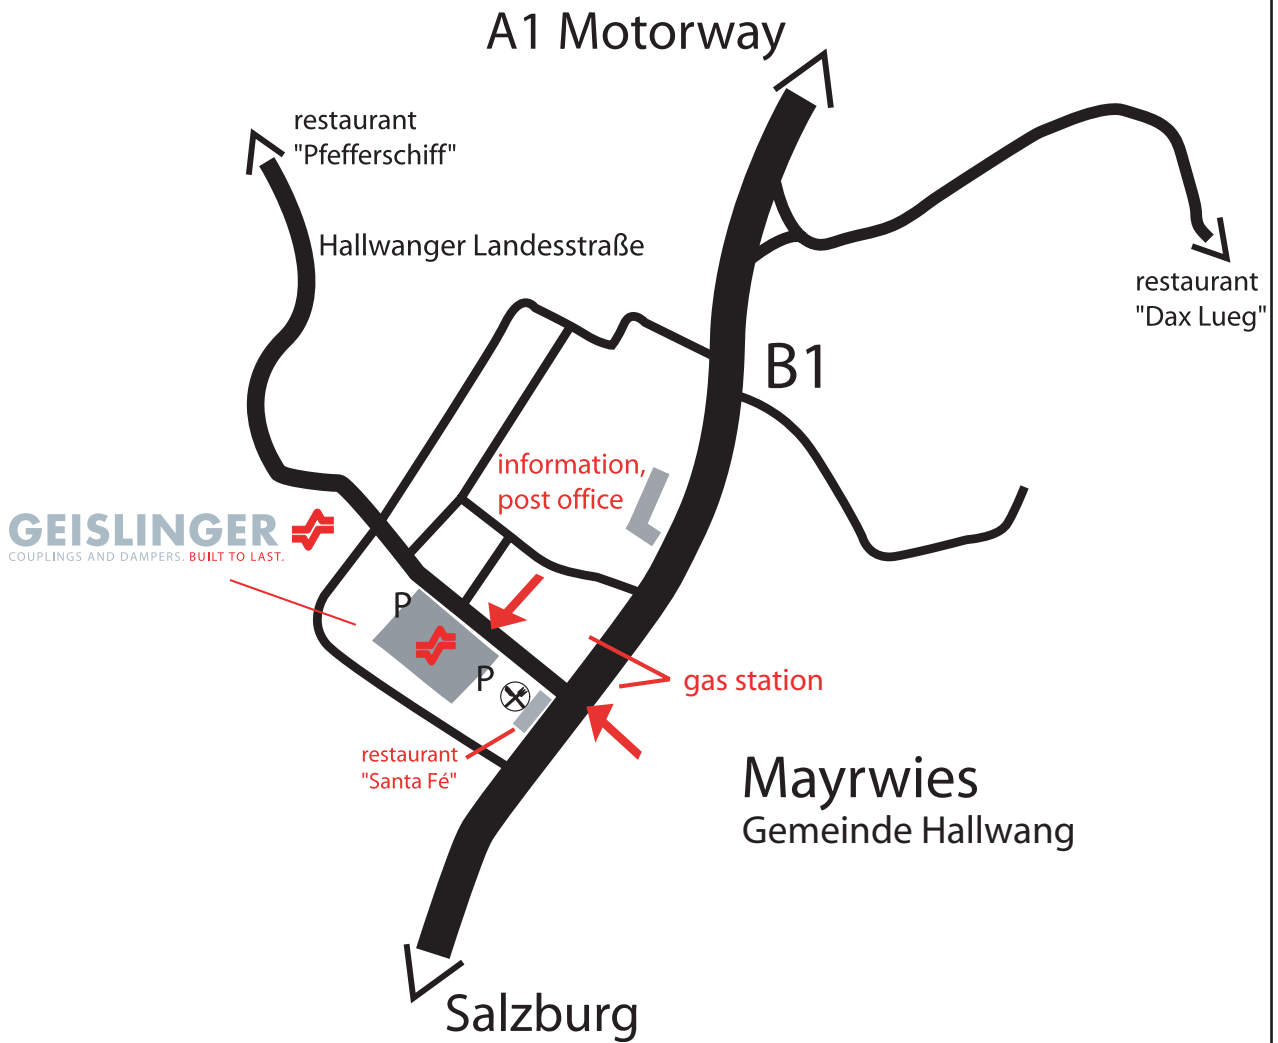 A1 Motorway
restaurant
"Pfefferschiff"
Hallwanger Landesstraße
restaurant
"Dax Lueg"
B1
information,
post office
GEISLINGER
COUPLINGS AND DAMPERS. BUILT TO LAST.
P
P
gas station
restaurant
"Santa Fé"
Mayrwies
Gemeinde Hallwang
Salzburg